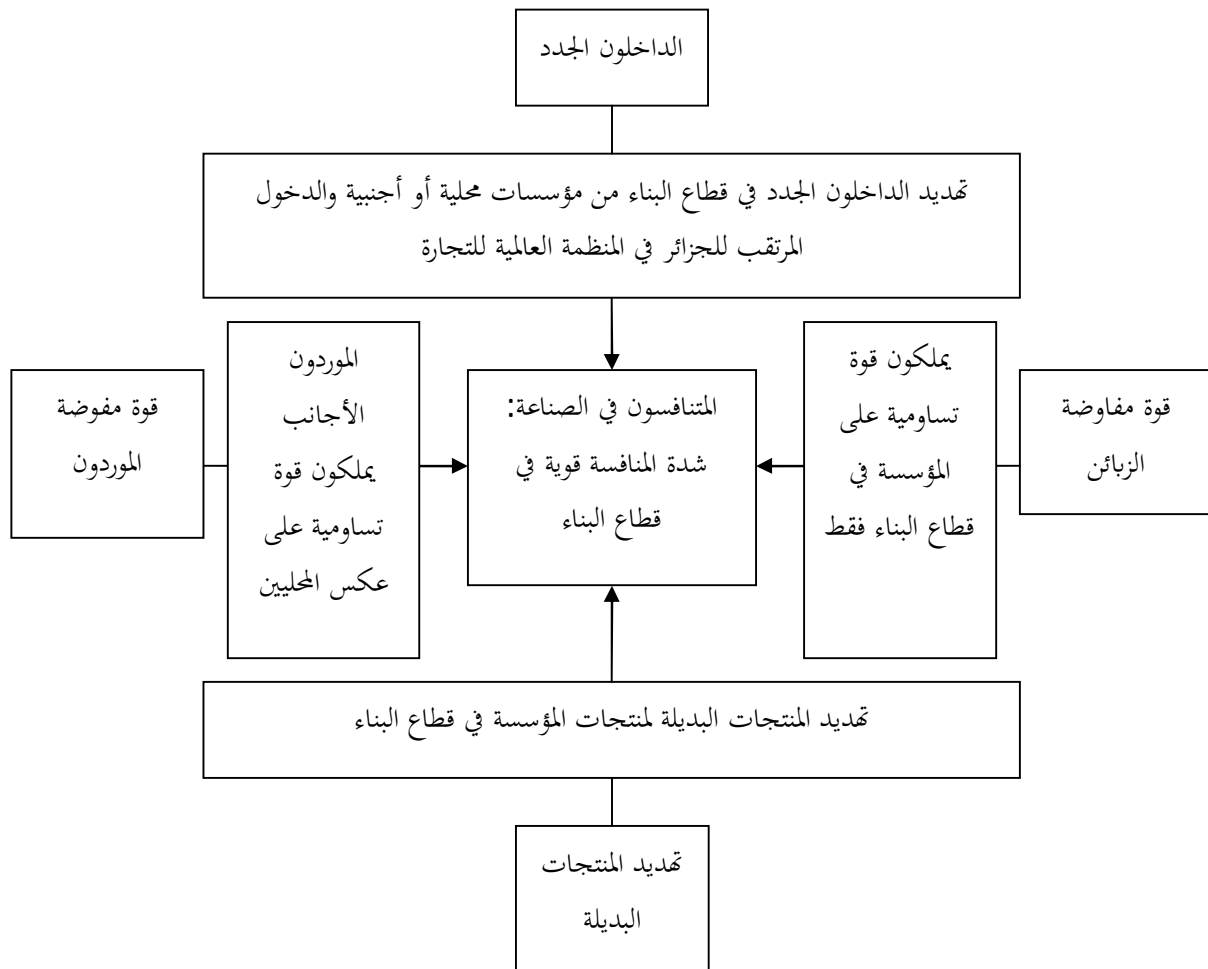 الداخلون الجدد
تهديد الداخلون الجدد في قطاع البناء من مؤسسات محلية أو أجنبية والدخول
المرتقب للجزائر في المنظمة العالمية للتجارة
قوة مفاوضة
الزبائن
يملكون قوة
تساومية على
المؤسسة في
قطاع البناء فقط
المتنافسون في الصناعة:
شدة المنافسة قوية في
قطاع البناء
الموردون
الأجانب
يملكون قوة
تساومية على
عكس المحليين
قوة مفوضة
الموردون
تهديد المنتجات البديلة لمنتجات المؤسسة في قطاع البناء
تهديد المنتجات
البديلة